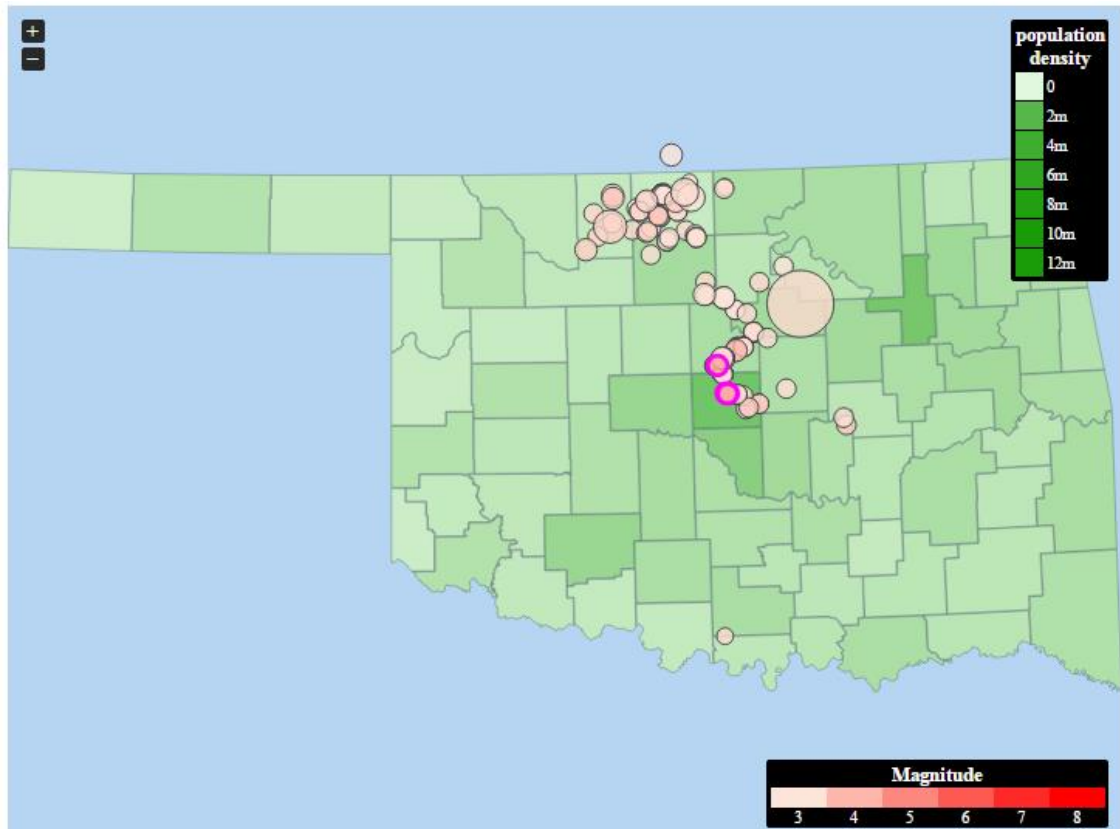 +
−
population
density
0
2m
4m
6m
8m
10m
12m
Magnitude
3 4 5 6 7 8